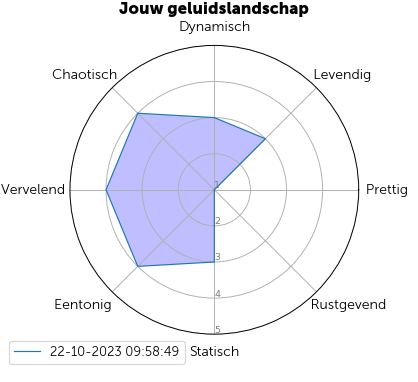 Jouw geluidslandschap
Dynamisch
Chaotisch
Levendig
Vervelend
1
Prettig
2
3
4
Eentonig
Rustgevend
5
22-10-2023 09:58:49
Statisch